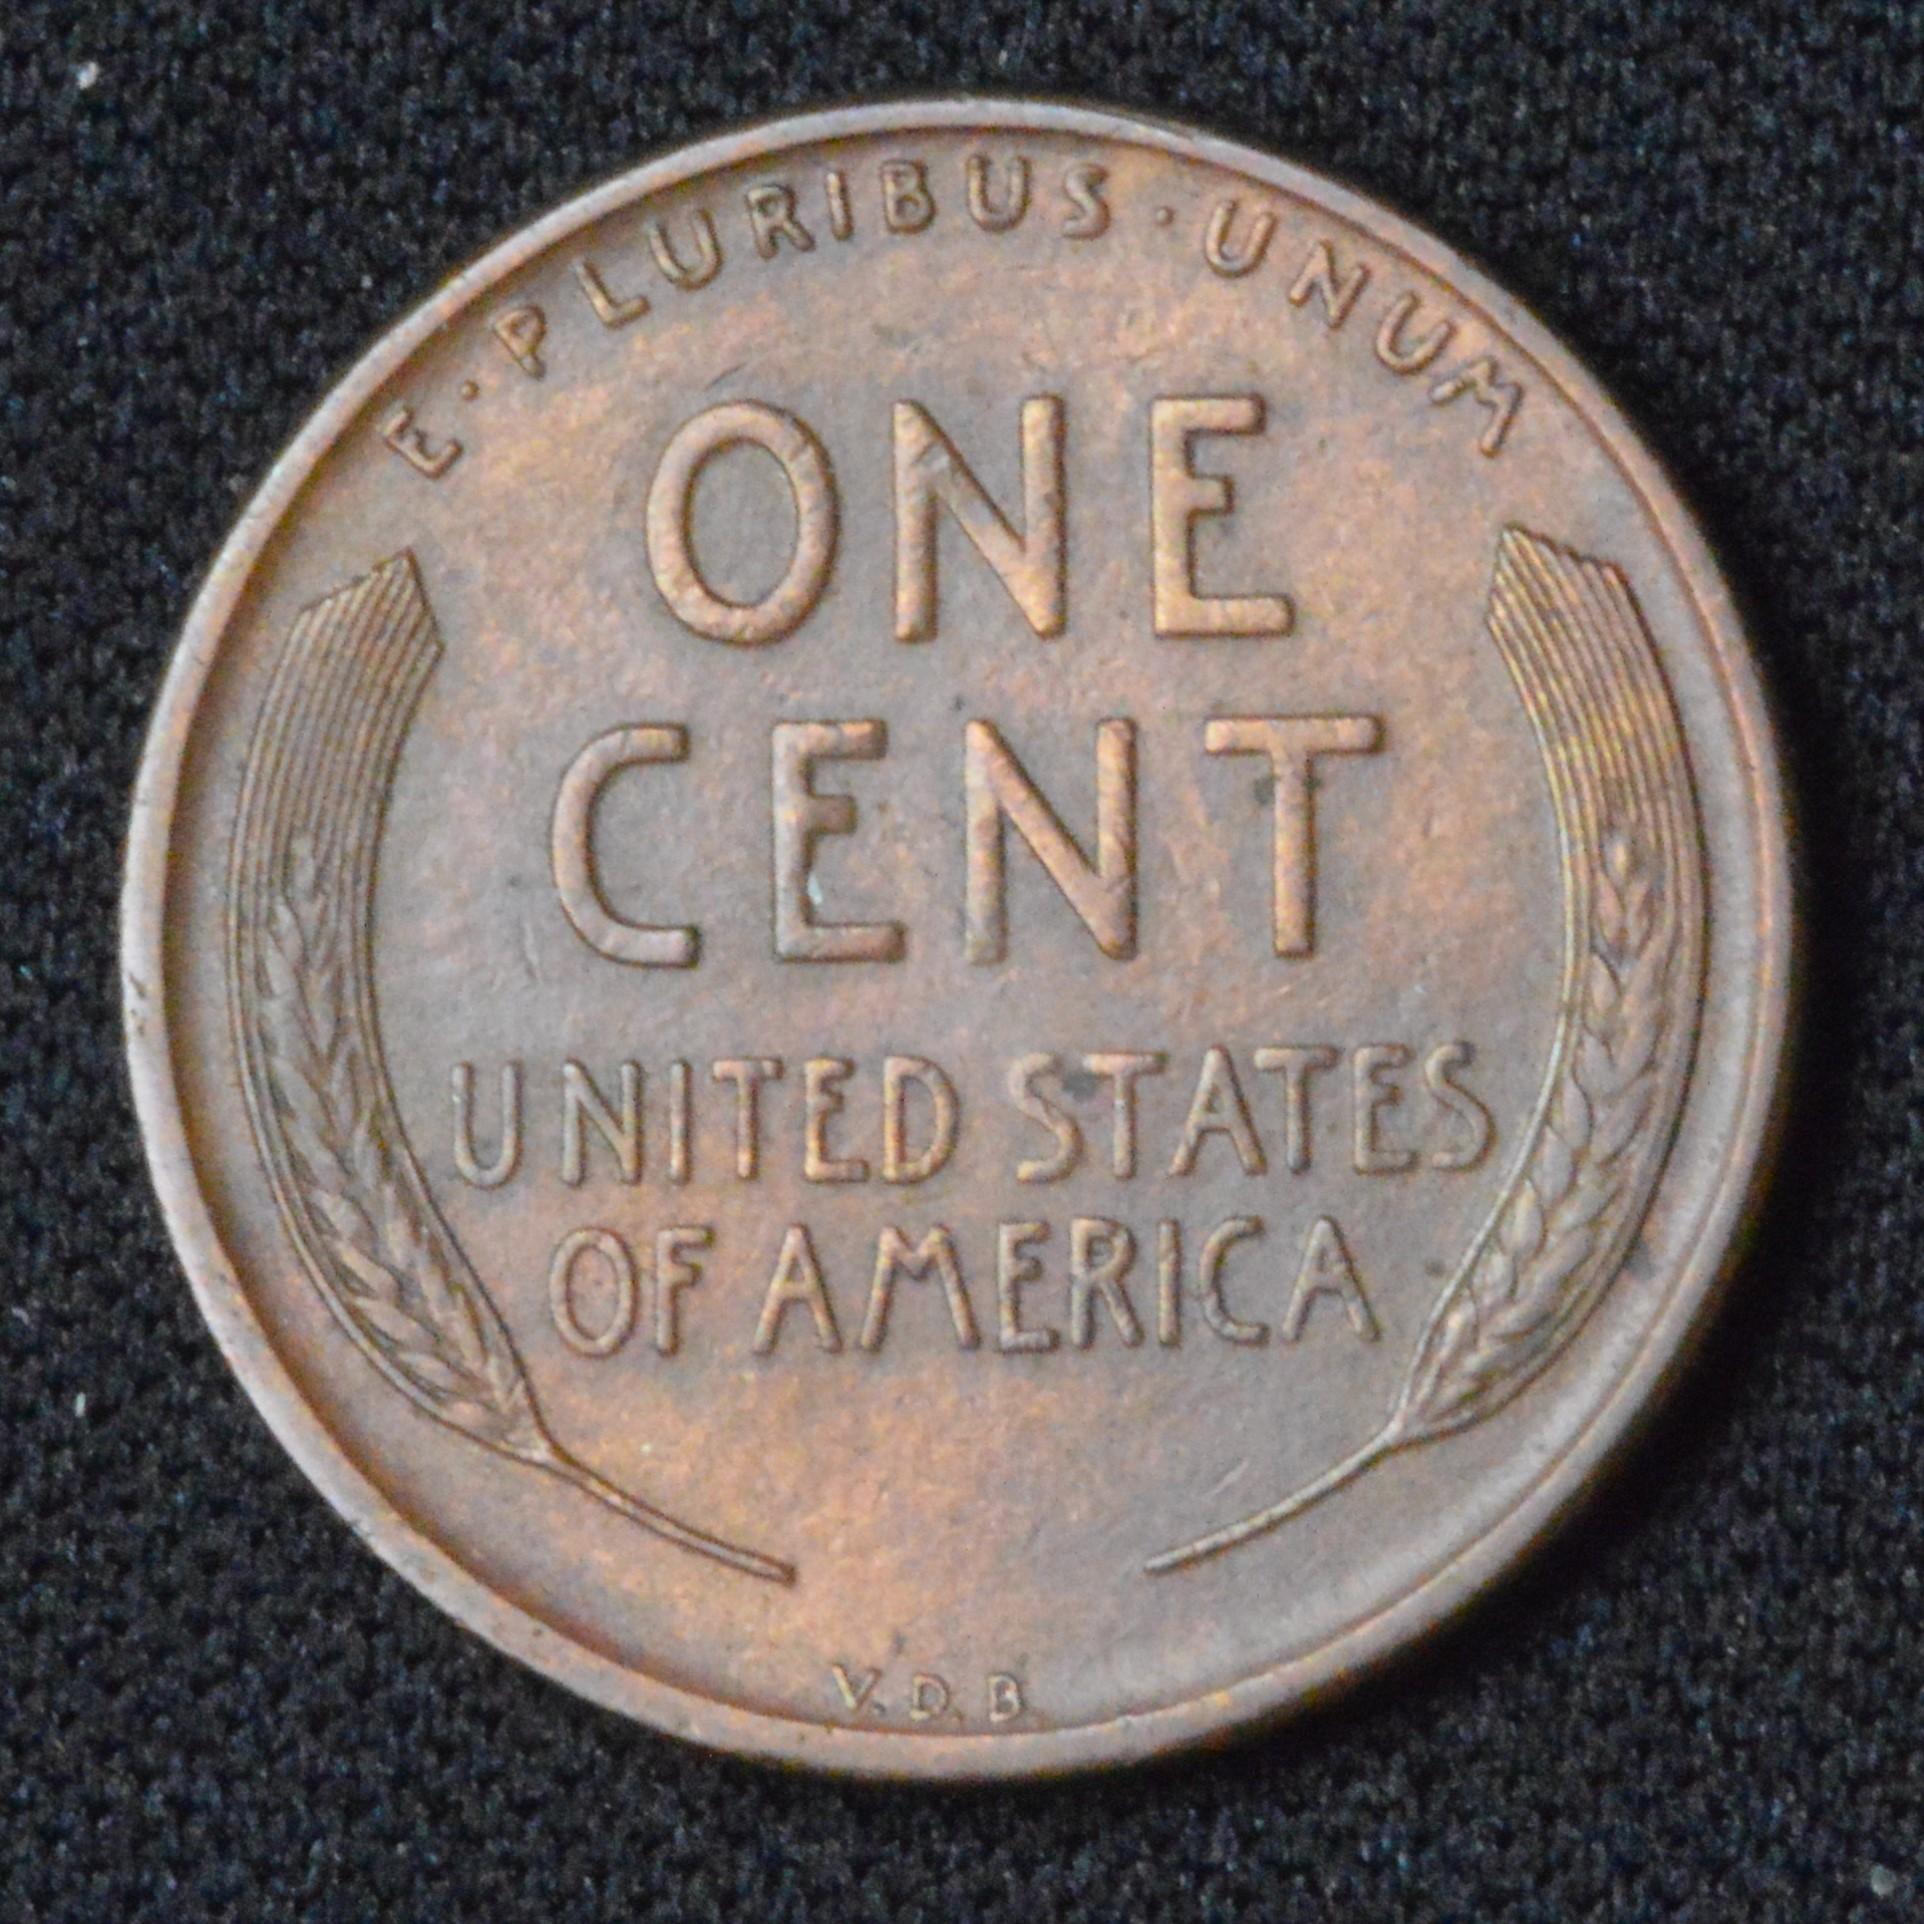 E·PLURIBUS·UNUM
ONE
CENT
UNITED STATES
OF AMERICA
V.D.B.